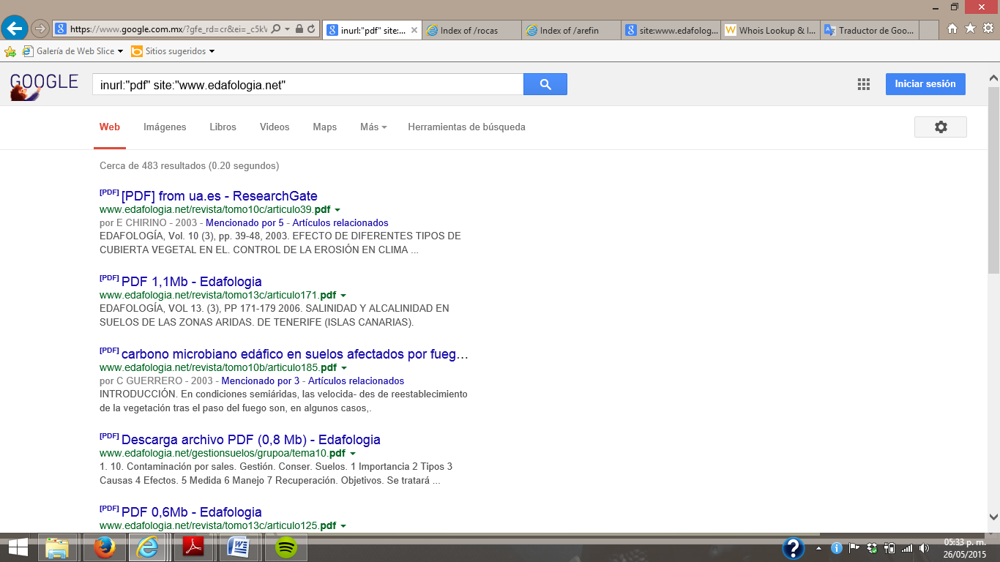 https://www.google.com.mx/?gfe_rd=cr&ei=_c5kV
inurl:"pdf" site:...
Index of /rocas
Index of /arefin
site:www.edafolog...
Whois Lookup & I...
Traductor de Goo...
Galería de Web Slice
Sitios sugeridos
GOOGLE
inurl:"pdf" site:"www.edafologia.net"
Iniciar sesión
Web
Imágenes
Libros
Videos
Maps
Más
Herramientas de búsqueda
Cerca de 483 resultados (0.20 segundos)
[PDF] [PDF] from ua.es - ResearchGate
www.edafologia.net/revista/tomo10c/articulo39.pdf
por E CHIRINO - 2003 - Mencionado por 5 - Artículos relacionados
EDAFOLOGÍA, Vol. 10 (3), pp. 39-48, 2003. EFECTO DE DIFERENTES TIPOS DE
CUBIERTA VEGETAL EN EL. CONTROL DE LA EROSIÓN EN CLIMA ...
[PDF] PDF 1,1Mb - Edafologia
www.edafologia.net/revista/tomo13c/articulo171.pdf
EDAFOLOGÍA, VOL 13. (3), PP 171-179 2006. SALINIDAD Y ALCALINIDAD EN
SUELOS DE LAS ZONAS ARIDAS. DE TENERIFE (ISLAS CANARIAS).
[PDF] carbono microbiano edáfico en suelos afectados por fueg...
www.edafologia.net/revista/tomo10b/articulo185.pdf
por C GUERRERO - 2003 - Mencionado por 3 - Artículos relacionados
INTRODUCCIÓN. En condiciones semiáridas, las velocida- des de reestablecimiento
de la vegetación tras el paso del fuego son, en algunos casos,.
[PDF] Descarga archivo PDF (0,8 Mb) - Edafologia
www.edafologia.net/gestionsuelos/grupoa/tema10.pdf
1. 10. Contaminación por sales. Gestión. Conser. Suelos. 1 Importancia 2 Tipos 3
Causas 4 Efectos. 5 Medida 6 Manejo 7 Recuperación. Objetivos. Se tratará ...
[PDF] PDF 0,6Mb - Edafologia
www.edafologia.net/revista/tomo13c/articulo125.pdf
05:33 p. m.
26/05/2015